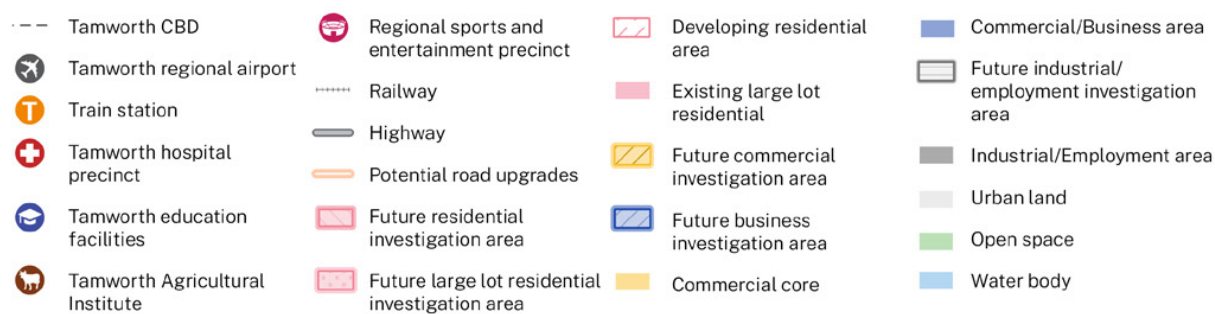 Tamworth CBD
Tamworth regional airport
T
Train station
Tamworth hospital
precinct
Tamworth education
facilities
Tamworth Agricultural
Institute
Regional sports and
entertainment precinct
Railway
Highway
Potential road upgrades
Future residential
investigation area
Future large lot residential
investigation area
Developing residential
area
Existing large lot
residential
Future commercial
investigation area
Future business
investigation area
Commercial core
Commercial/Business area
Future industrial/
employment investigation
area
Industrial/Employment area
Urban land
Open space
Water body